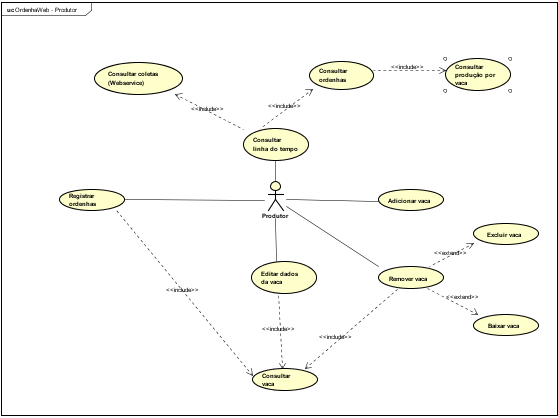 uc OrdenhaWeb - Produtor
Consultar coletas
(Webservice)
Consultar
ordenhas
<<include>>
Consultar
produção por
vaca
<<include>>
<<include>>
Consultar
linha do tempo
Registrar
ordenhas
Produtor
Adicionar vaca
Excluir vaca
<<extend>>
Editar dados
da vaca
Remover vaca
<<include>>
<<extend>>
Baixar vaca
<<include>>
<<include>>
Consultar
vaca